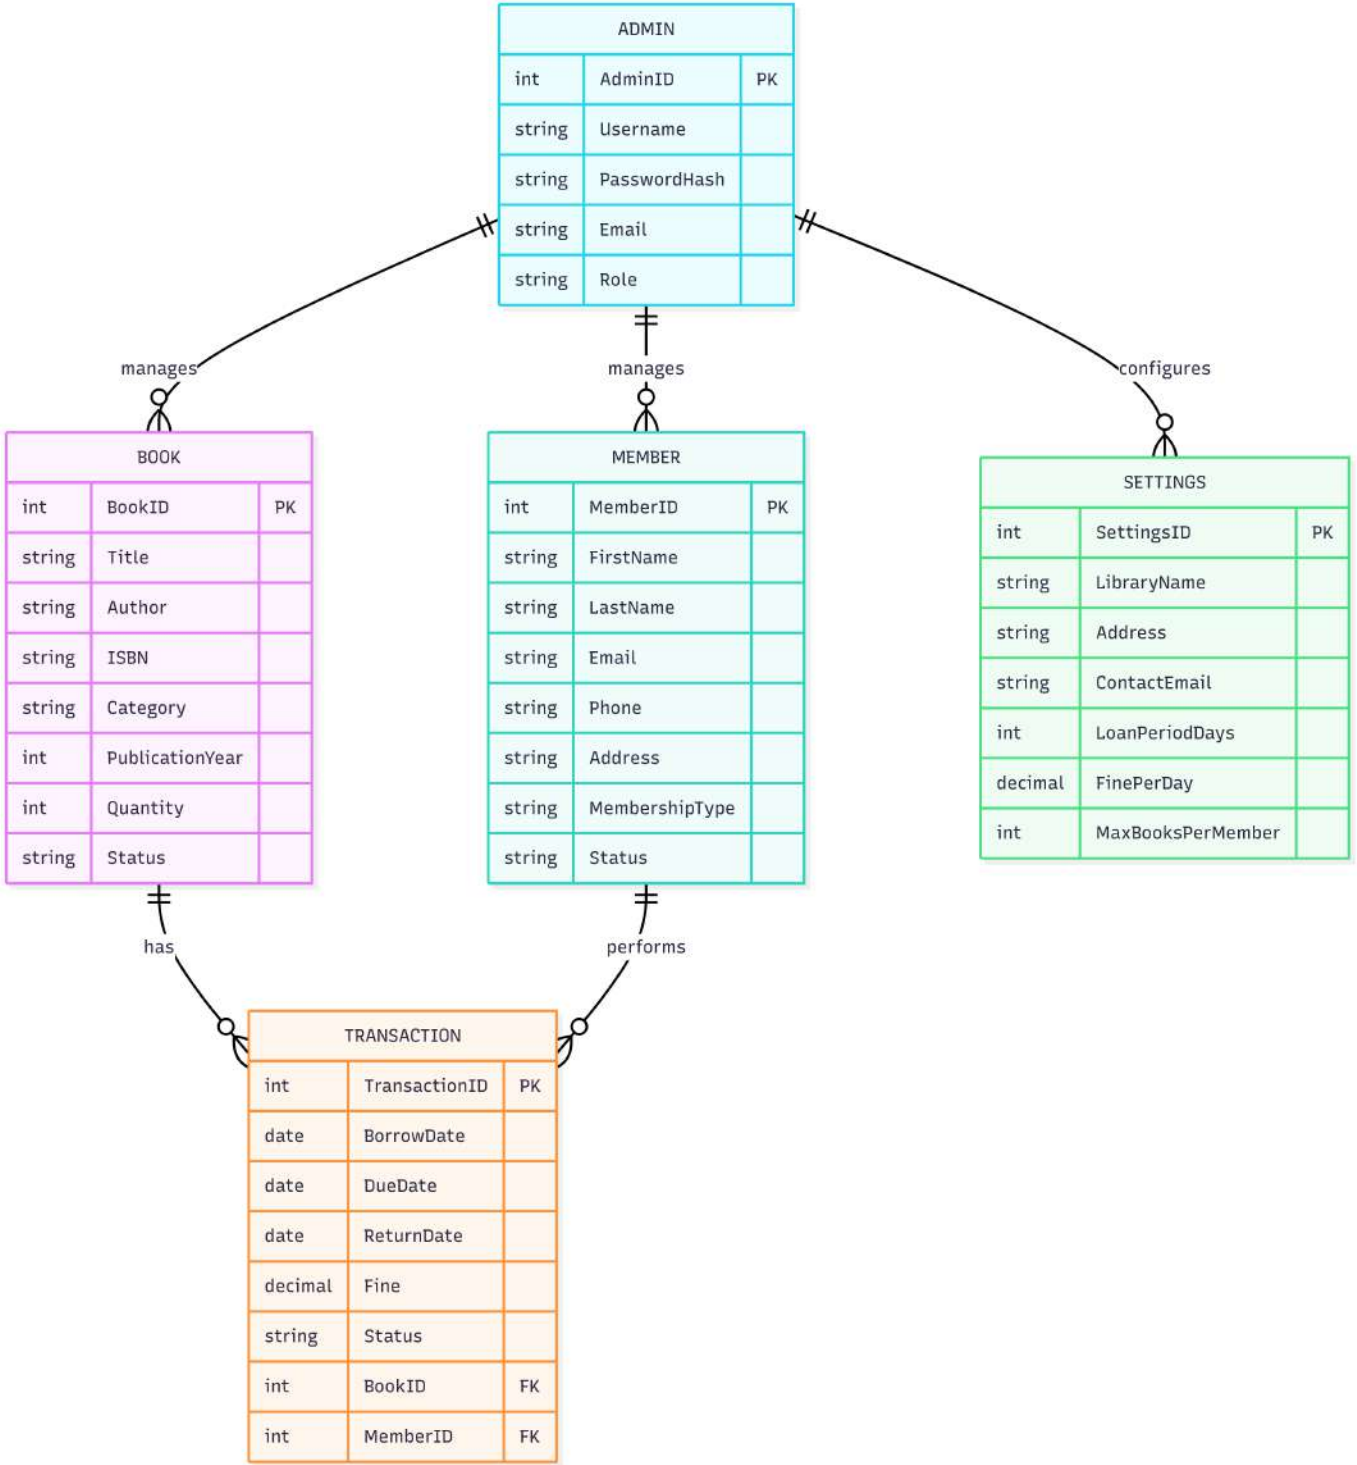 ADMIN
int AdminID PK
string Username
string PasswordHash
string Email
string Role
manages manages configures
BOOK
int BookID PK
string Title
string Author
string ISBN
string Category
int PublicationYear
int Quantity
string Status
MEMBER
int MemberID PK
string FirstName
string LastName
string Email
string Phone
string Address
string MembershipType
string Status
SETTINGS
int SettingsID PK
string LibraryName
string Address
string ContactEmail
int LoanPeriodDays
decimal FinePerDay
int MaxBooksPerMember
has performs
TRANSACTION
int TransactionID PK
date BorrowDate
date DueDate
date ReturnDate
decimal Fine
string Status
int BookID FK
int MemberID FK